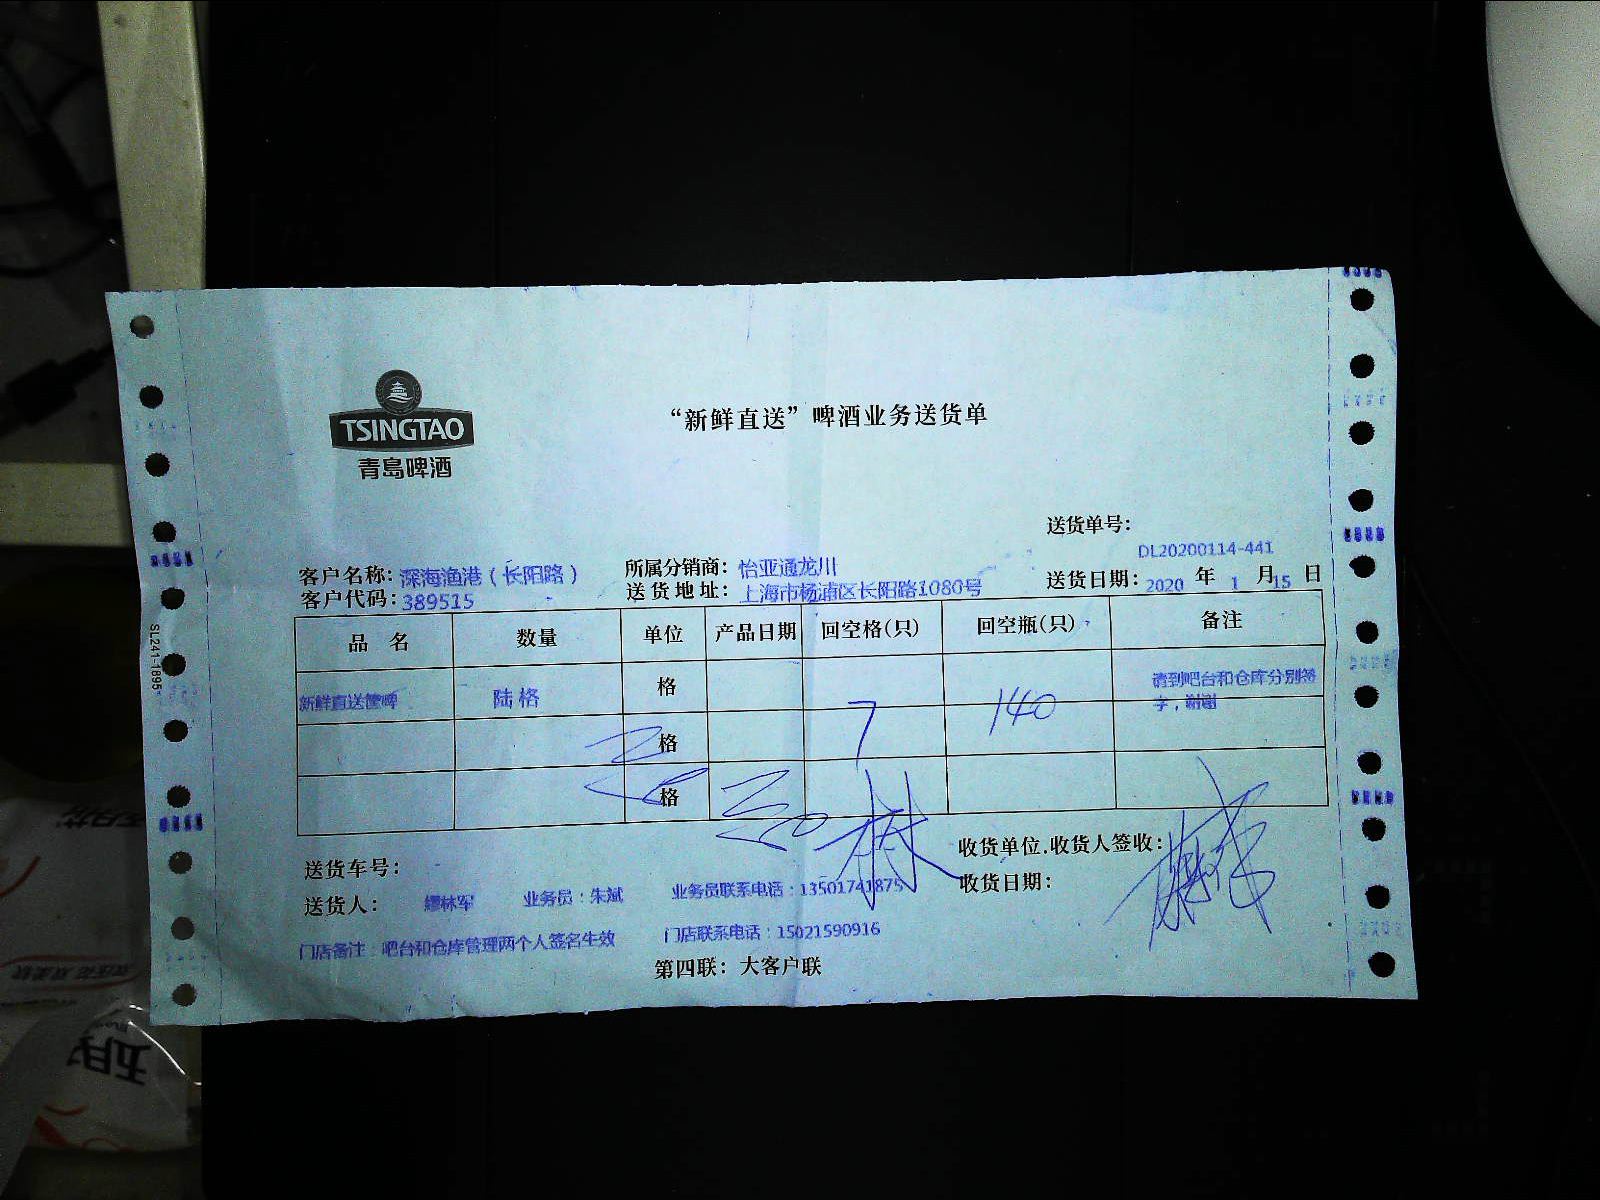 TSINGTAO
青岛啤酒
“新鲜直送”啤酒业务送货单
送货单号：
DL20200114-441
客户名称：深海渔港（长阳路）
所属分销商：怡亚通龙川
客户代码：389515
送货地址：上海市杨浦区长阳路1080号
送货日期：2020 年 1 月 15 日
品 名 数量 单位 产品日期 回空格(只) 回空瓶(只) 备注
新鲜直送筐啤 陆格 格 请到吧台和仓库分别签
字，谢谢
格 7 140
格
送货车号：
收货单位.收货人签收：
送货人： 缪林军 业务员：朱斌 业务员联系电话：13501741875
收货日期：
门店备注：吧台和仓库管理两个人签名生效 门店联系电话：15021590916
第四联：大客户联
SL241-1895